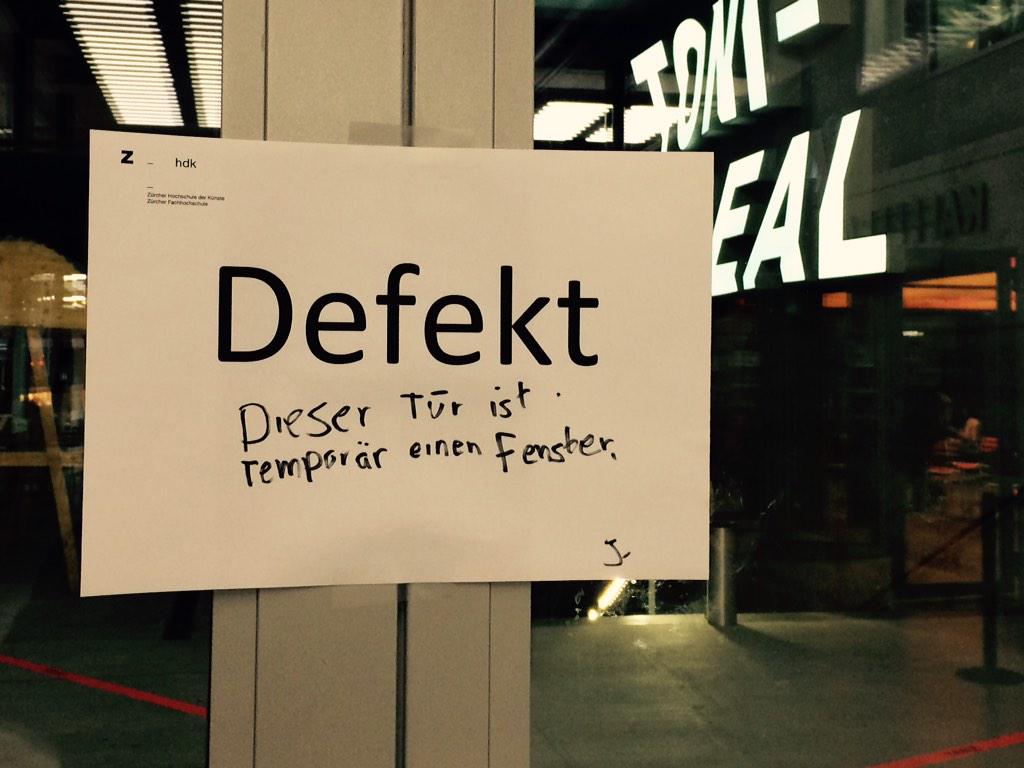 Z – hdk
–
Zürcher Hochschule der Künste
Zürcher Fachhochschule
Defekt
Dieser Tür ist
Temporär einen Fenster.
J
TONI-
EAL